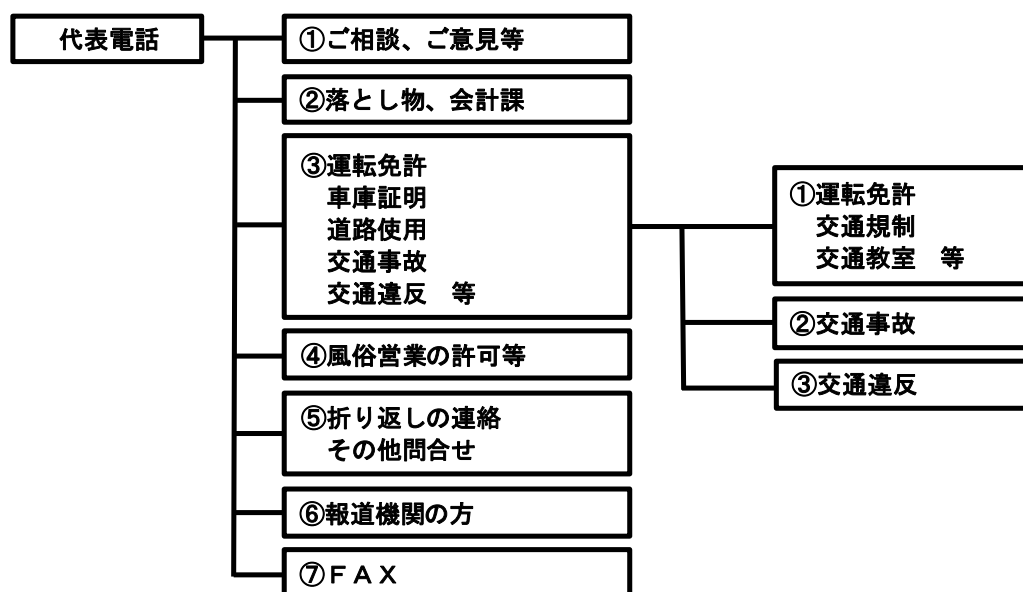 代表電話
①ご相談、ご意見等
②落とし物、会計課
③運転免許
車庫証明
道路使用
交通事故
交通違反　等
①運転免許
交通規制
交通教室　等
②交通事故
③交通違反
④風俗営業の許可等
⑤折り返しの連絡
その他問合せ
⑥報道機関の方
⑦ＦＡＸ